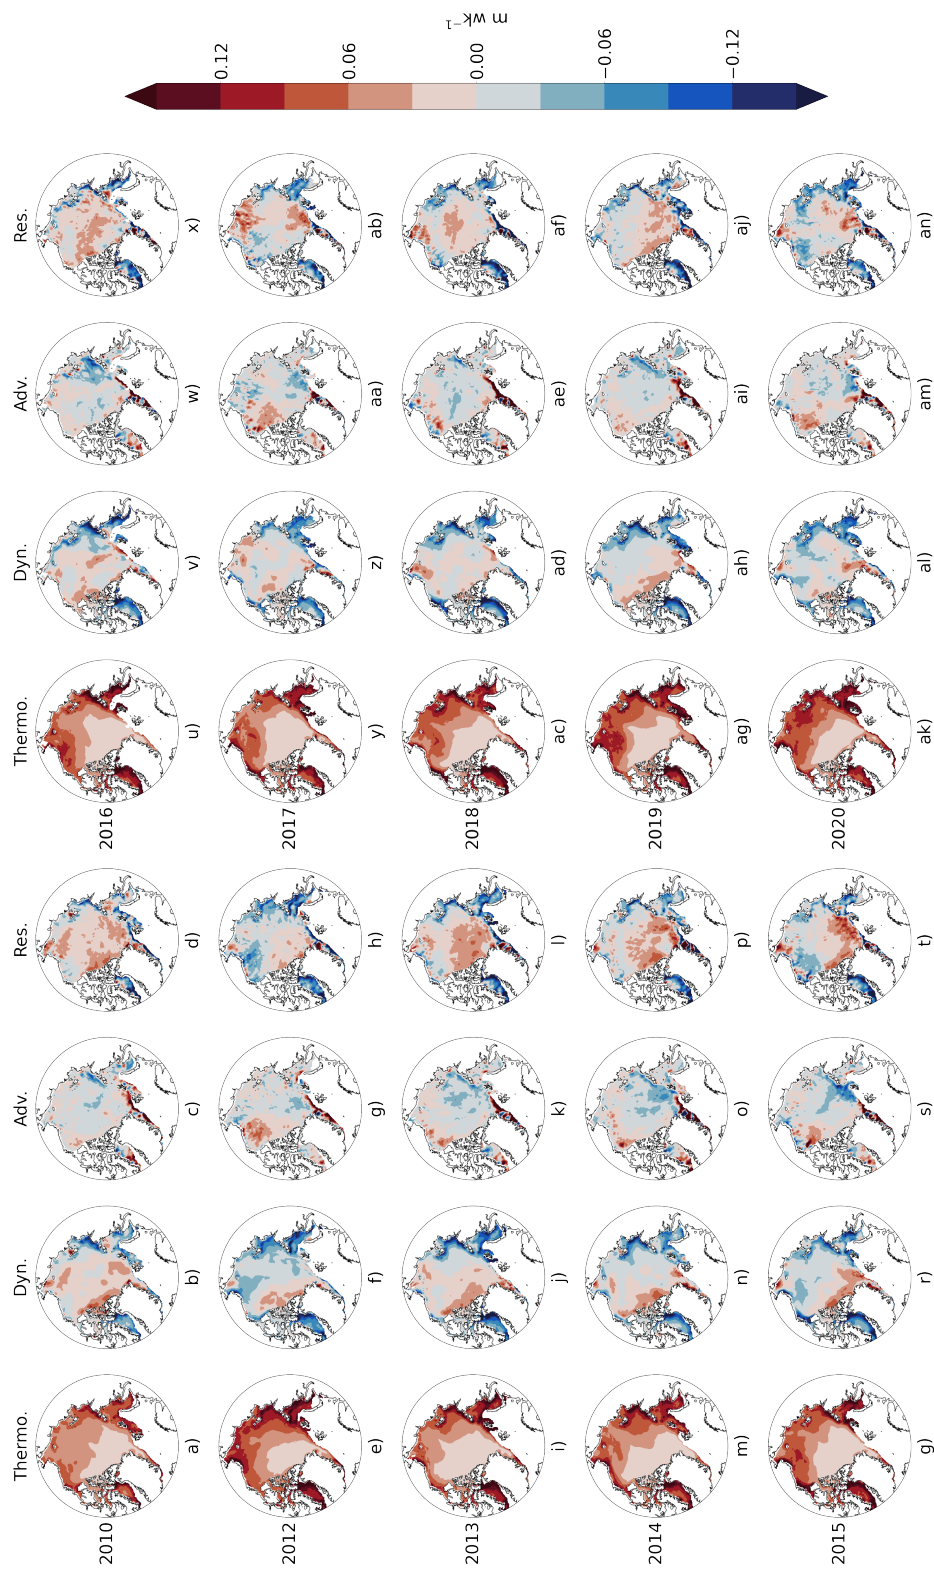 Thermo. Dyn. Adv. Res. Thermo. Dyn. Adv. Res.
2010 2016
a) b) c) d) u) v) w) x)
2012 2017
e) f) g) h) y) z) aa) ab)
2013 2018
i) j) k) l) ac) ad) ae) af)
2014 2019
m) n) o) p) ag) ah) ai) aj)
2015 2020
g) r) s) t) ak) al) am) an)
0.12
0.06
0.00
−0.06
−0.12
m wk⁻¹